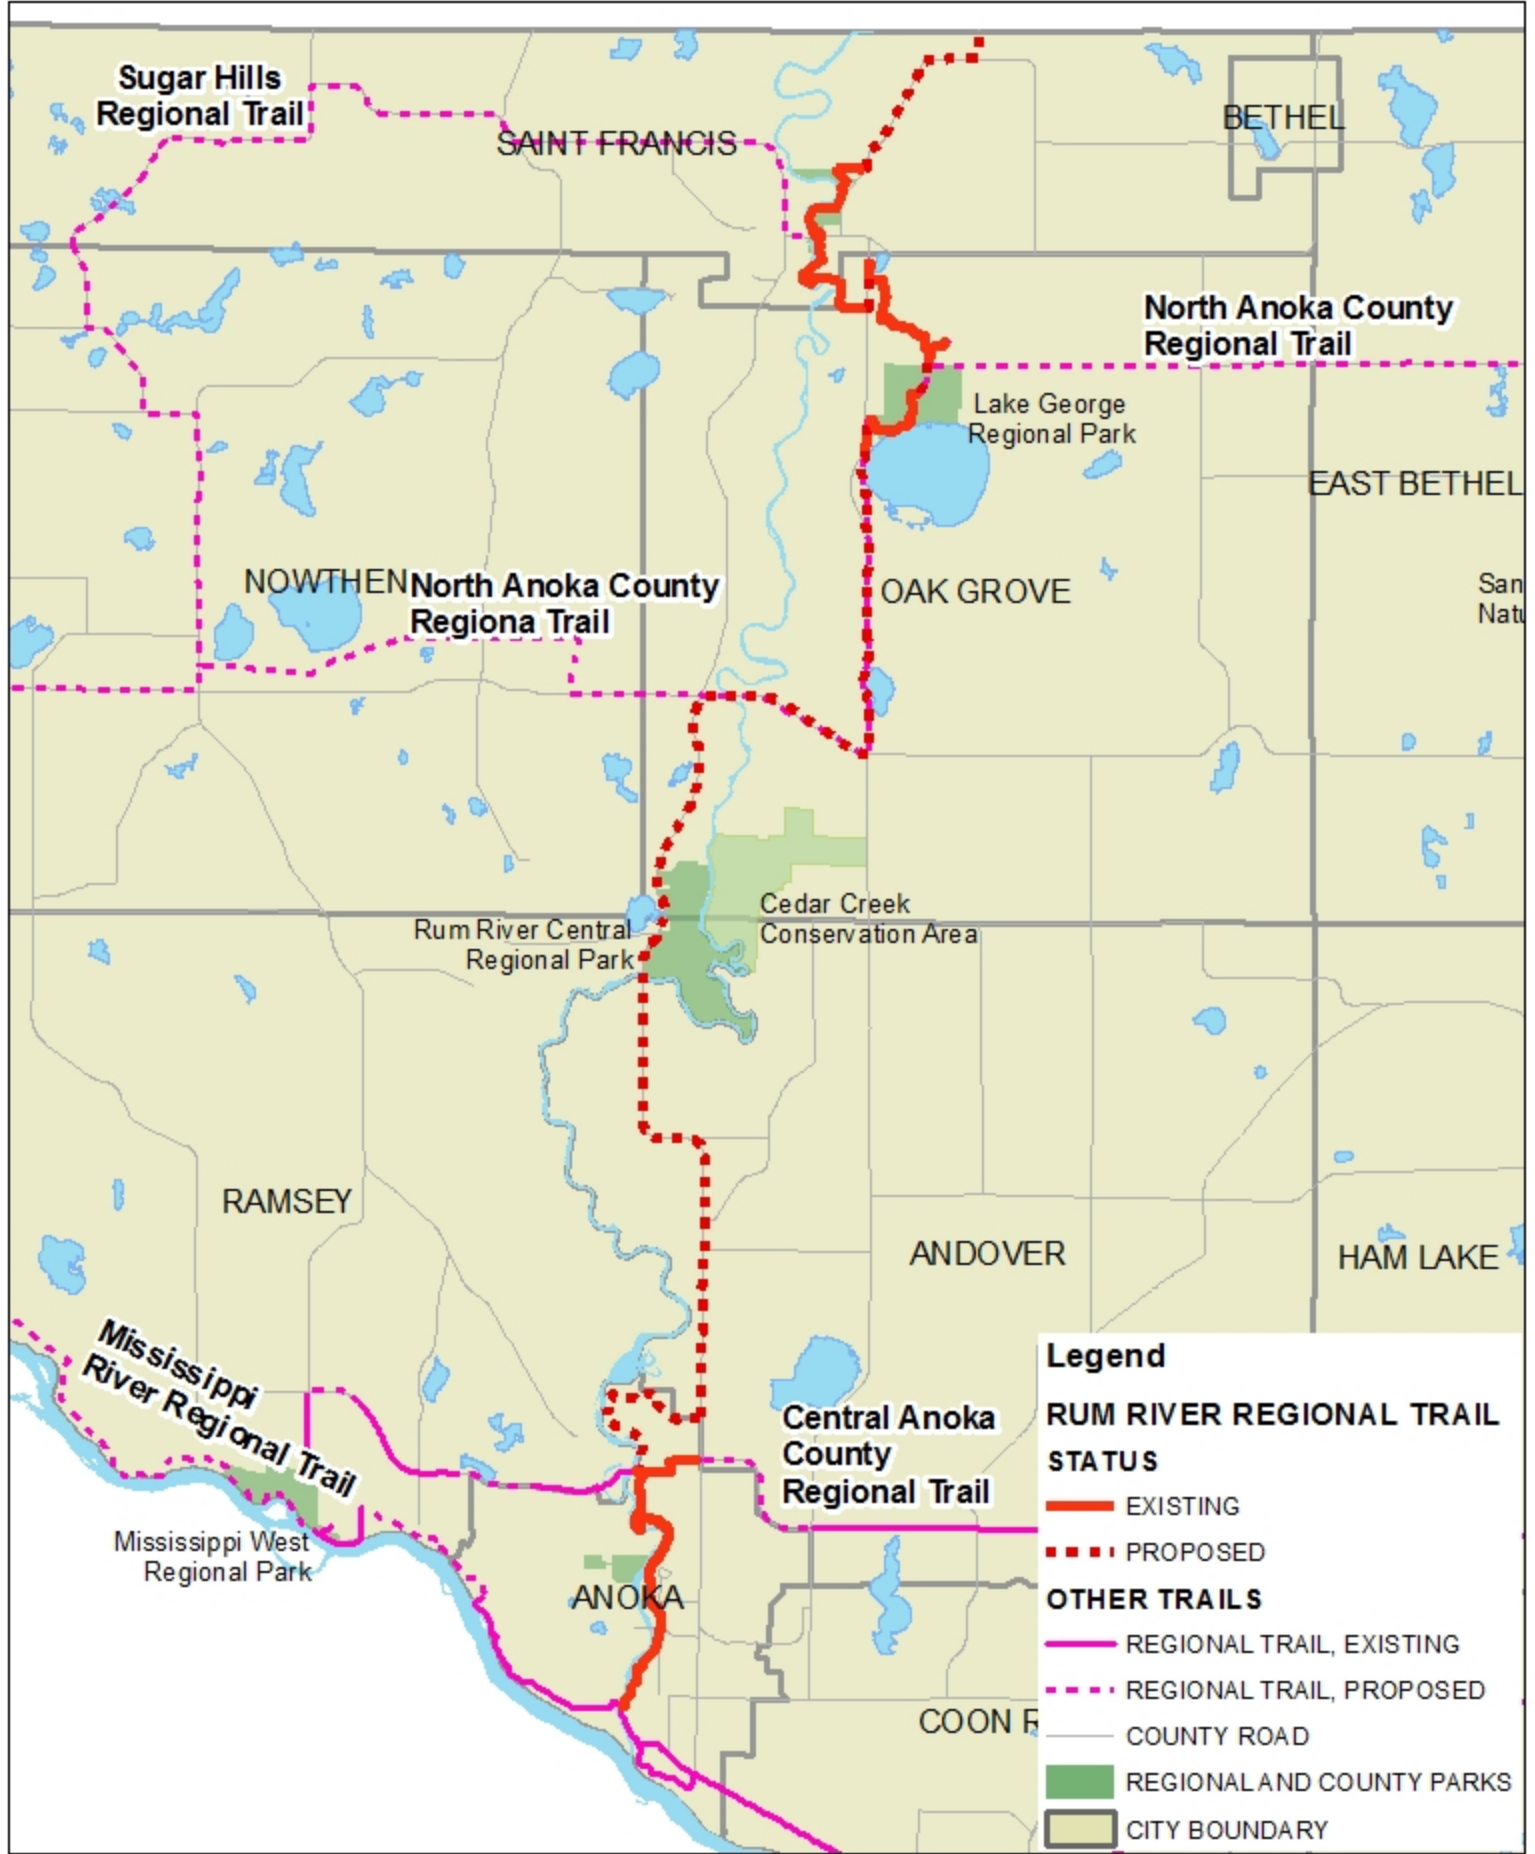 Sugar Hills
Regional Trail
SAINT FRANCIS
BETHEL
North Anoka County
Regional Trail
Lake George
Regional Park
EAST BETHEL
NOWTHEN
North Anoka County
Regiona Trail
OAK GROVE
San
Natu
Cedar Creek
Conservation Area
Rum River Central
Regional Park
RAMSEY
ANDOVER
HAM LAKE
Mississippi
River Regional Trail
Central Anoka
County
Regional Trail
Mississippi West
Regional Park
ANOKA
COON R
Legend
RUM RIVER REGIONAL TRAIL
STATUS
EXISTING
PROPOSED
OTHER TRAILS
REGIONAL TRAIL, EXISTING
REGIONAL TRAIL, PROPOSED
COUNTY ROAD
REGIONAL AND COUNTY PARKS
CITY BOUNDARY